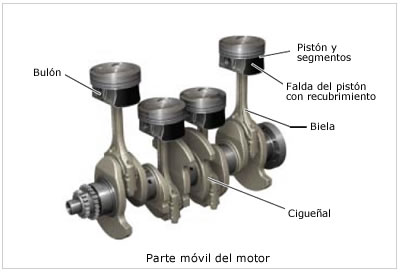 Pistón y
segmentos
Bulón
Falda del pistón
con recubrimiento
Biela
Cigueñal
Parte móvil del motor